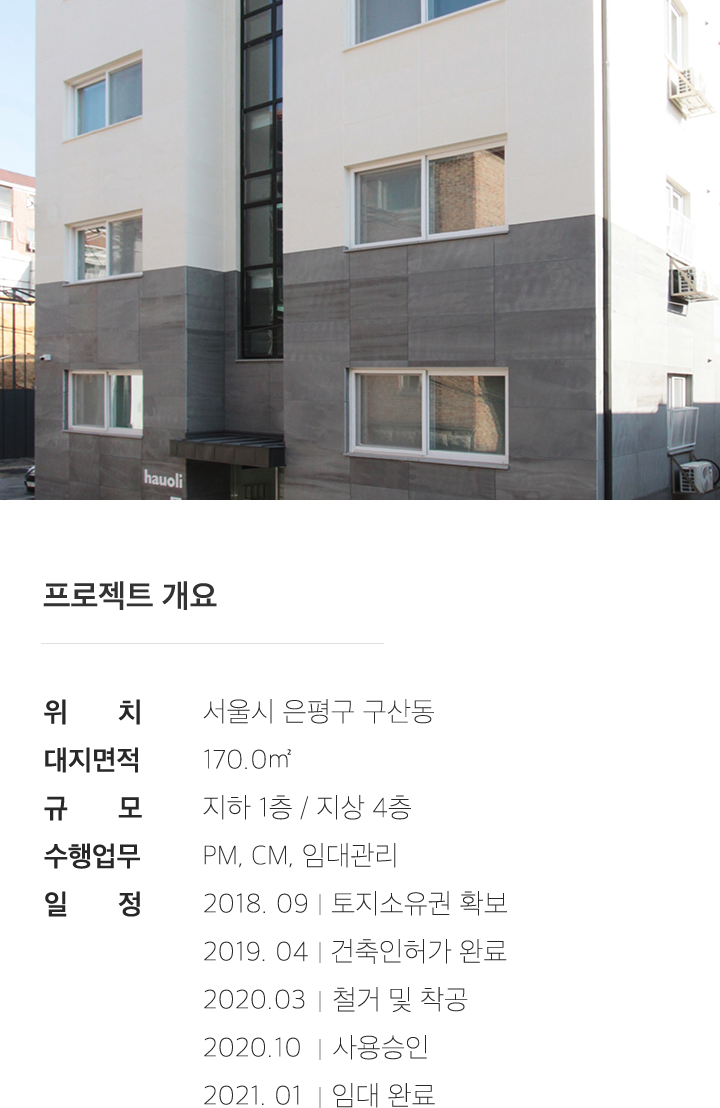 hauoli
프로젝트 개요
위 치 서울시 은평구 구산동
대지면적 170.0㎡
규 모 지하 1층 / 지상 4층
수행업무 PM, CM, 임대관리
일 정 2018. 09 | 토지소유권 확보
2019. 04 | 건축인허가 완료
2020.03 | 철거 및 착공
2020.10 | 사용승인
2021. 01 | 임대 완료